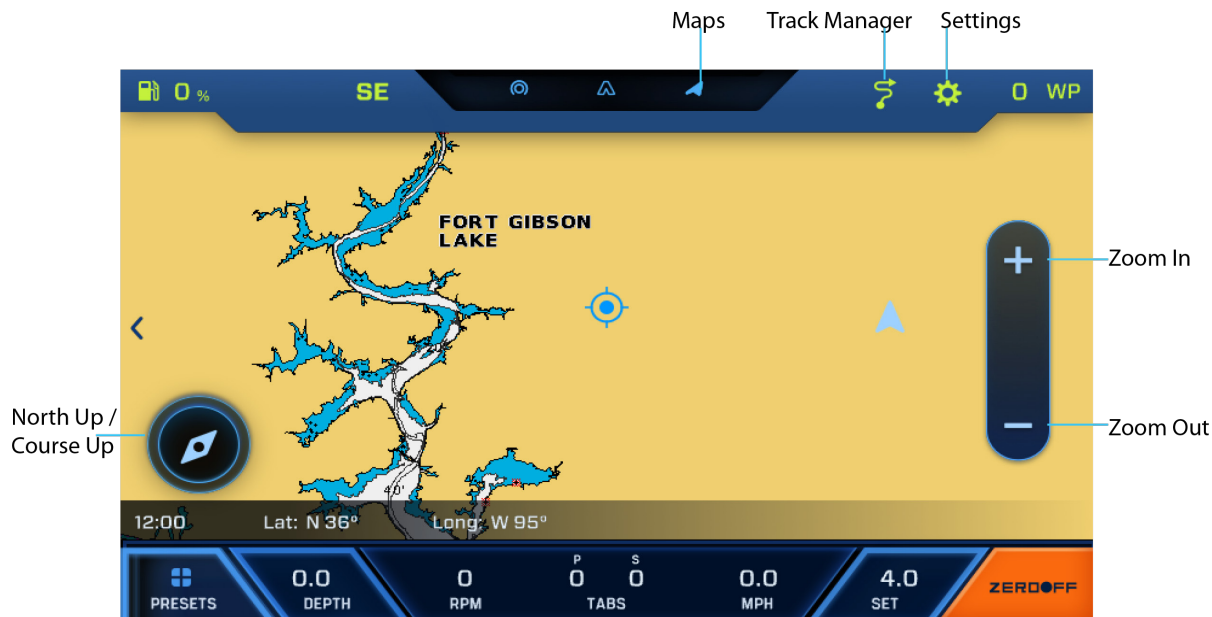 Maps Track Manager Settings
0 % SE 0 WP
FORT GIBSON
LAKE
Zoom In
North Up /
Course Up
Zoom Out
4.0'
12:00 Lat: N 36° Long: W 95°
P S
0.0 0 0 0 0.0 4.0
ZEROOFF
PRESETS DEPTH RPM TABS MPH SET